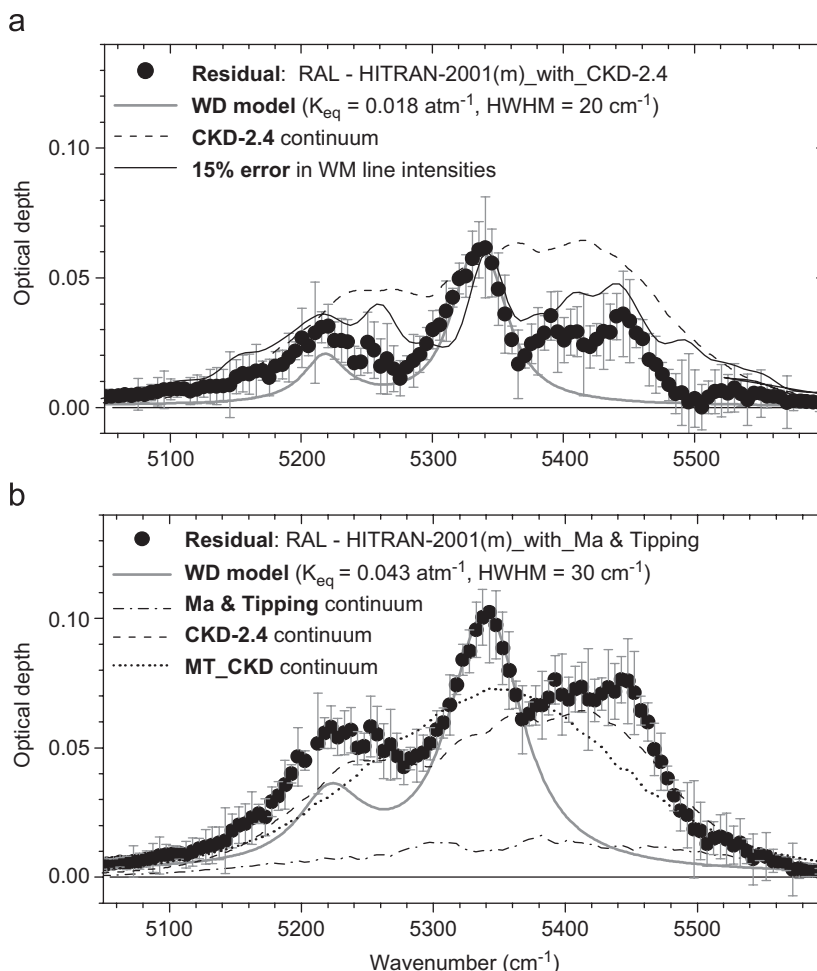 a
Residual: RAL - HITRAN-2001(m)_with_CKD-2.4
WD model (Keq = 0.018 atm-1, HWHM = 20 cm-1)
CKD-2.4 continuum
15% error in WM line intensities
Optical depth
0.10
0.05
0.00
5100 5200 5300 5400 5500
b
Residual: RAL - HITRAN-2001(m)_with_Ma & Tipping
WD model (Keq = 0.043 atm-1, HWHM = 30 cm-1)
Ma & Tipping continuum
CKD-2.4 continuum
MT_CKD continuum
Optical depth
0.10
0.05
0.00
5100 5200 5300 5400 5500
Wavenumber (cm-1)